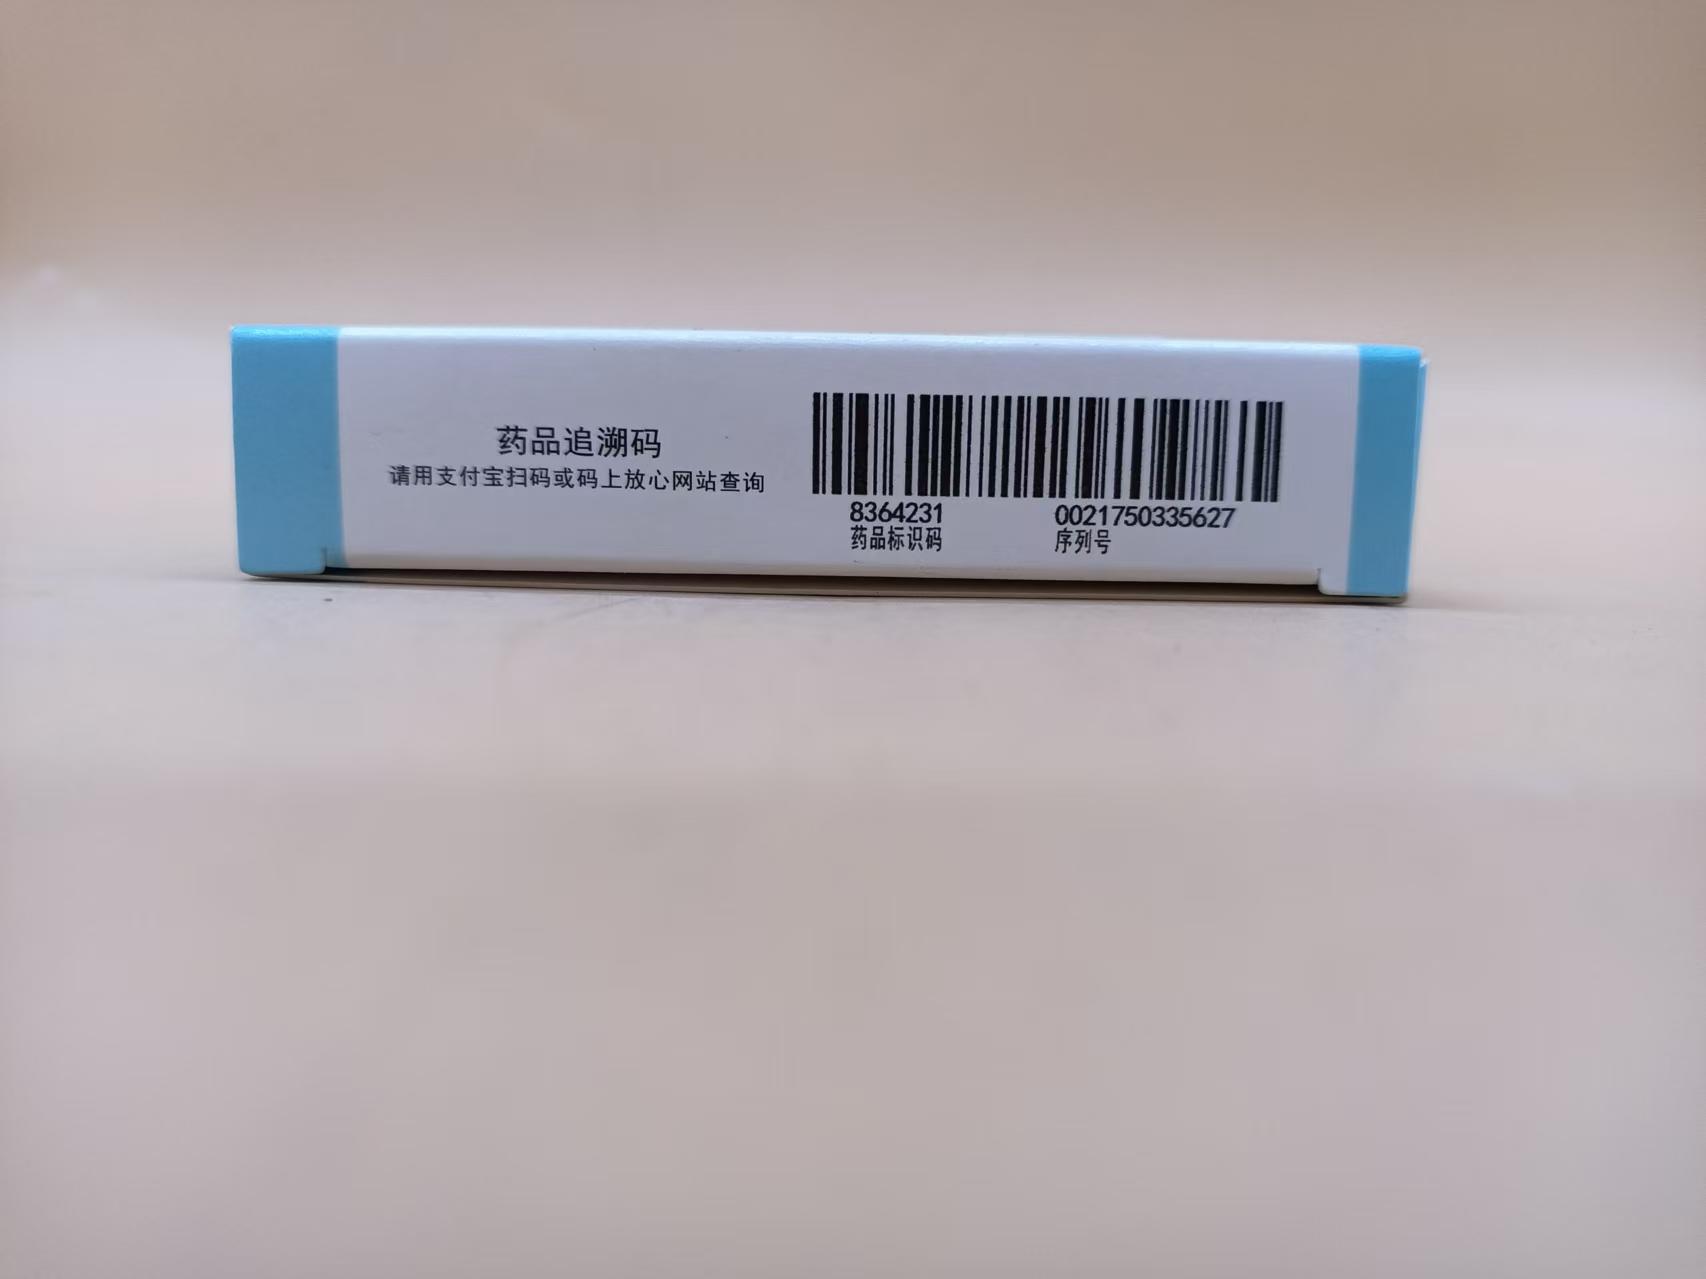 药品追溯码
请用支付宝扫码或码上放心网站查询
8364231 0021750335627
药品标识码 序列号